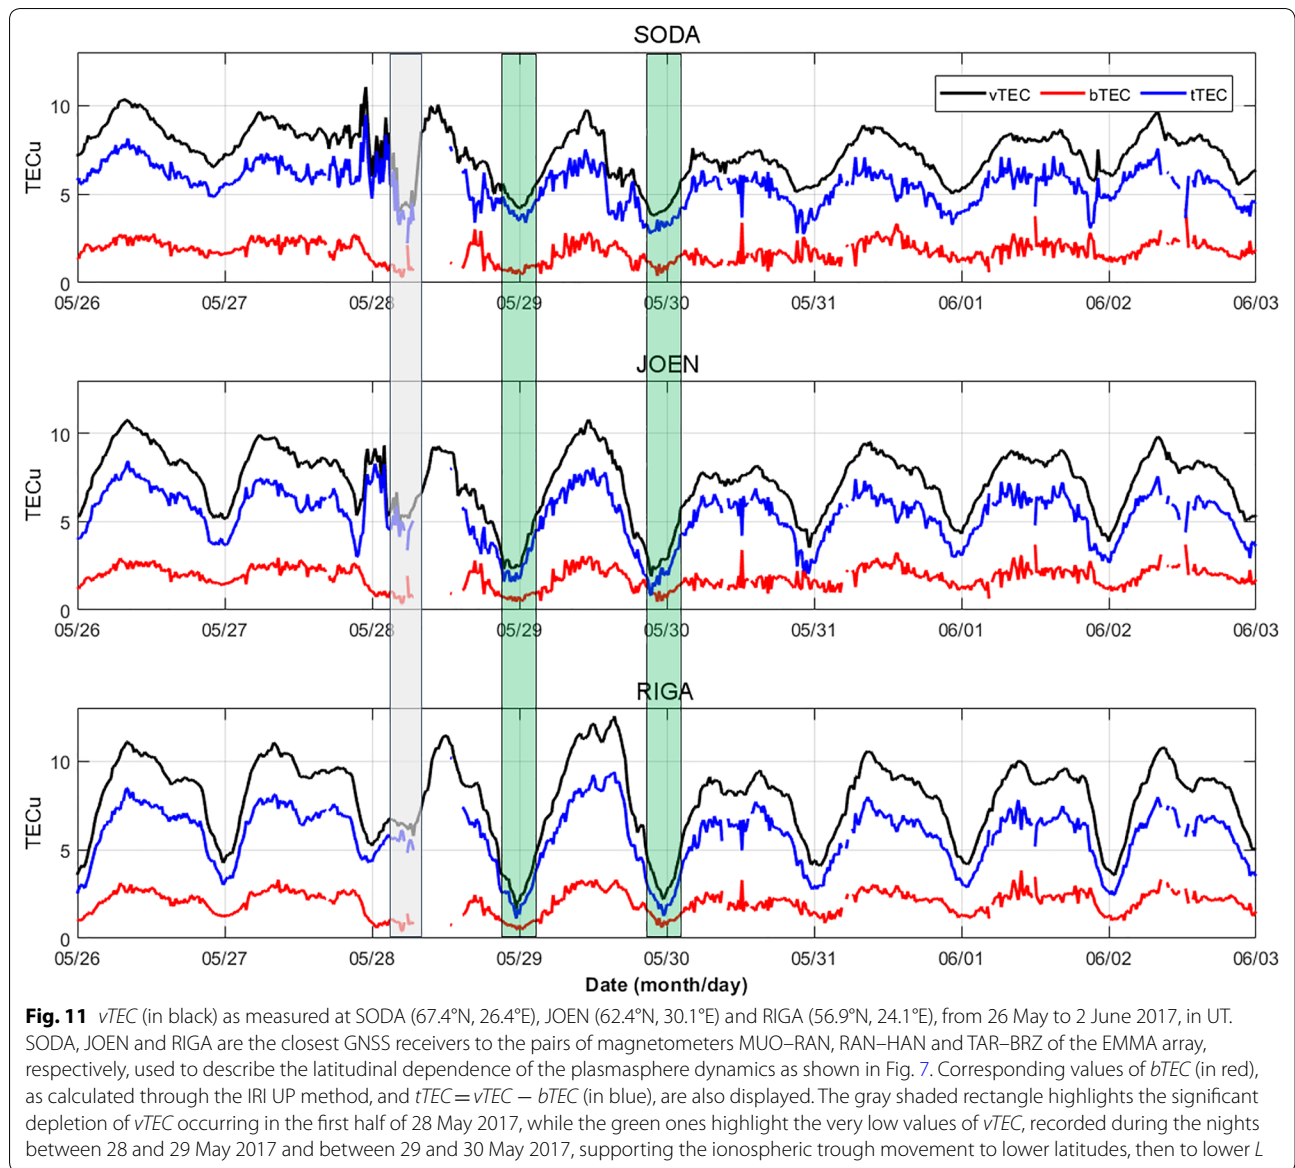 SODA
vTEC bTEC tTEC
TECu
10
5
0
05/26 05/27 05/28 05/29 05/30 05/31 06/01 06/02 06/03
JOEN
TECu
10
5
0
05/26 05/27 05/28 05/29 05/30 05/31 06/01 06/02 06/03
RIGA
TECu
10
5
0
05/26 05/27 05/28 05/29 05/30 05/31 06/01 06/02 06/03
Date (month/day)
Fig. 11 vTEC (in black) as measured at SODA (67.4°N, 26.4°E), JOEN (62.4°N, 30.1°E) and RIGA (56.9°N, 24.1°E), from 26 May to 2 June 2017, in UT.
SODA, JOEN and RIGA are the closest GNSS receivers to the pairs of magnetometers MUO–RAN, RAN–HAN and TAR–BRZ of the EMMA array,
respectively, used to describe the latitudinal dependence of the plasmasphere dynamics as shown in Fig. 7. Corresponding values of bTEC (in red),
as calculated through the IRI UP method, and tTEC = vTEC − bTEC (in blue), are also displayed. The gray shaded rectangle highlights the significant
depletion of vTEC occurring in the first half of 28 May 2017, while the green ones highlight the very low values of vTEC, recorded during the nights
between 28 and 29 May 2017 and between 29 and 30 May 2017, supporting the ionospheric trough movement to lower latitudes, then to lower L